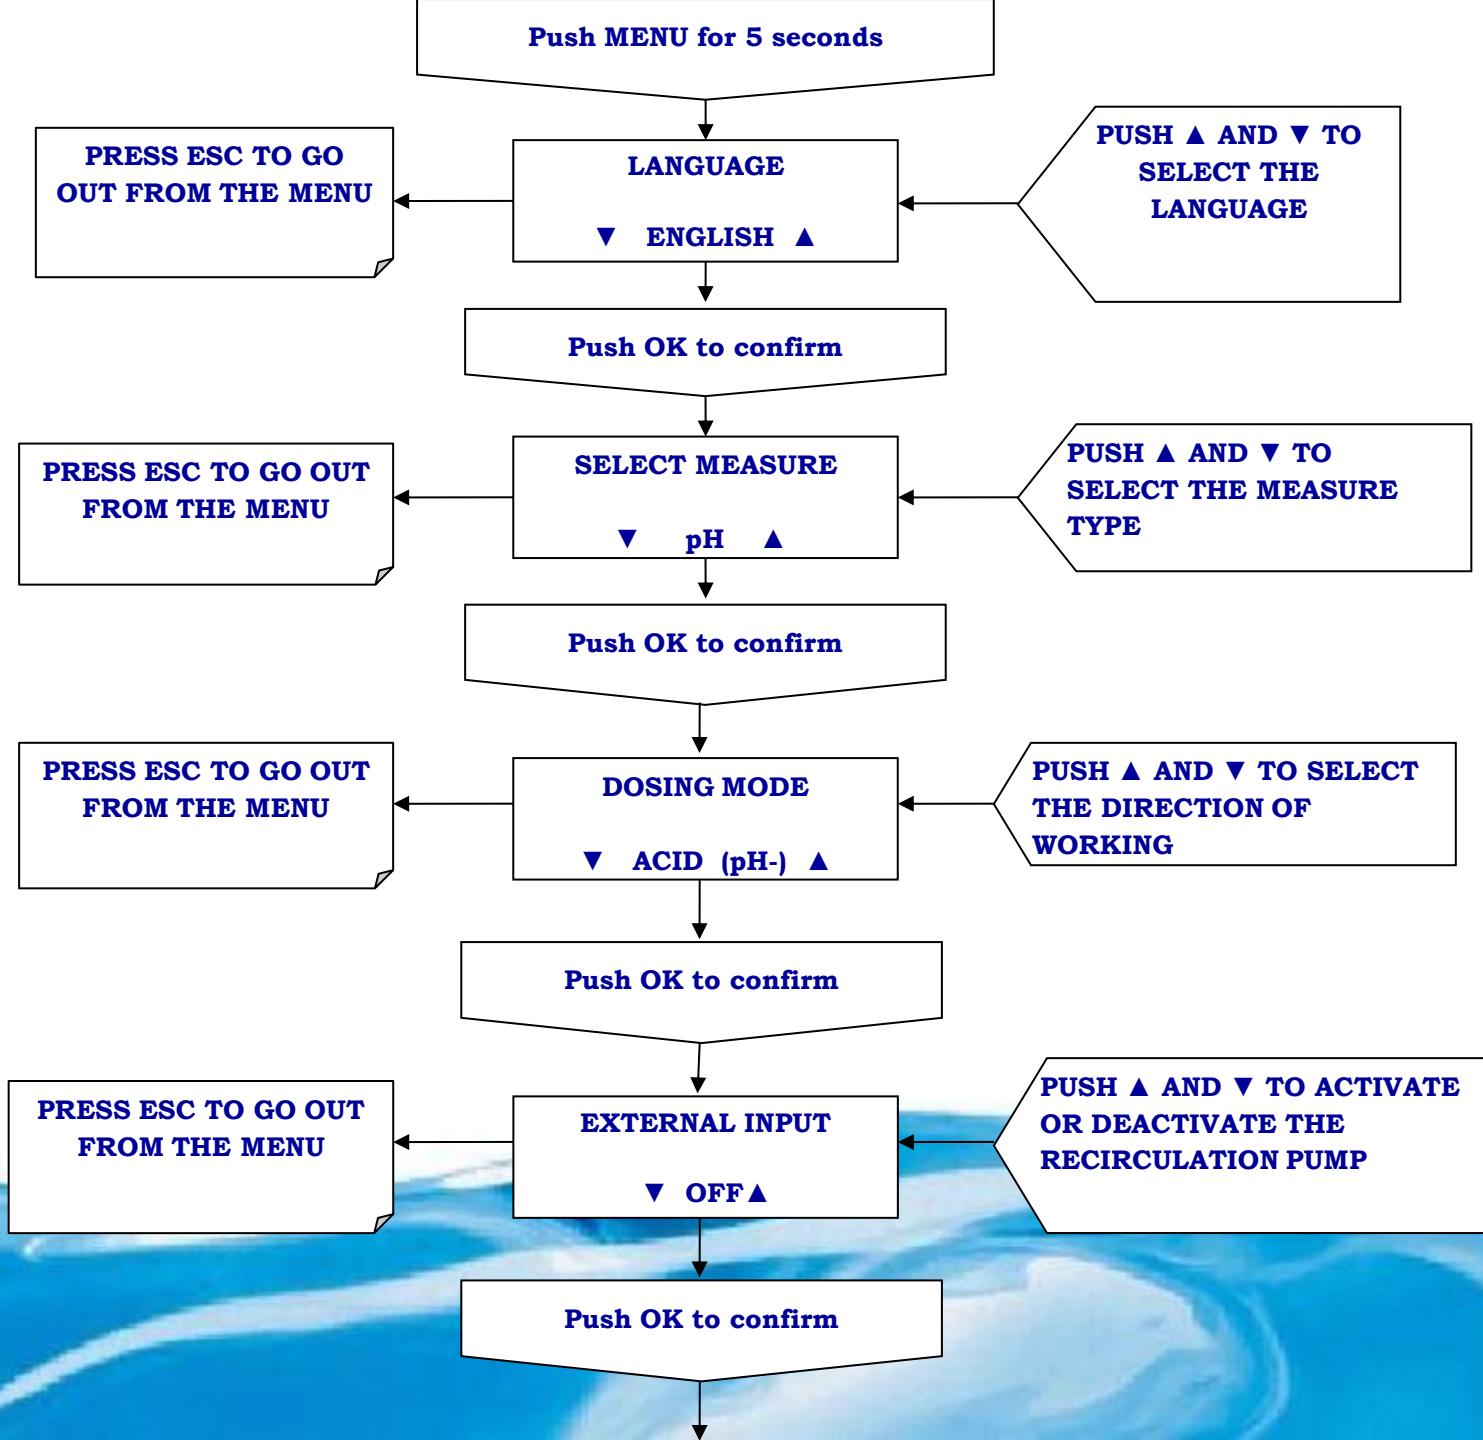 Push MENU for 5 seconds
PRESS ESC TO GO
OUT FROM THE MENU
LANGUAGE
▼ ENGLISH ▲
PUSH ▲ AND ▼ TO
SELECT THE
LANGUAGE
Push OK to confirm
PRESS ESC TO GO OUT
FROM THE MENU
SELECT MEASURE
▼ pH ▲
PUSH ▲ AND ▼ TO
SELECT THE MEASURE
TYPE
Push OK to confirm
PRESS ESC TO GO OUT
FROM THE MENU
DOSING MODE
▼ ACID (pH-) ▲
PUSH ▲ AND ▼ TO SELECT
THE DIRECTION OF
WORKING
Push OK to confirm
PRESS ESC TO GO OUT
FROM THE MENU
EXTERNAL INPUT
▼ OFF▲
PUSH ▲ AND ▼ TO ACTIVATE
OR DEACTIVATE THE
RECIRCULATION PUMP
Push OK to confirm